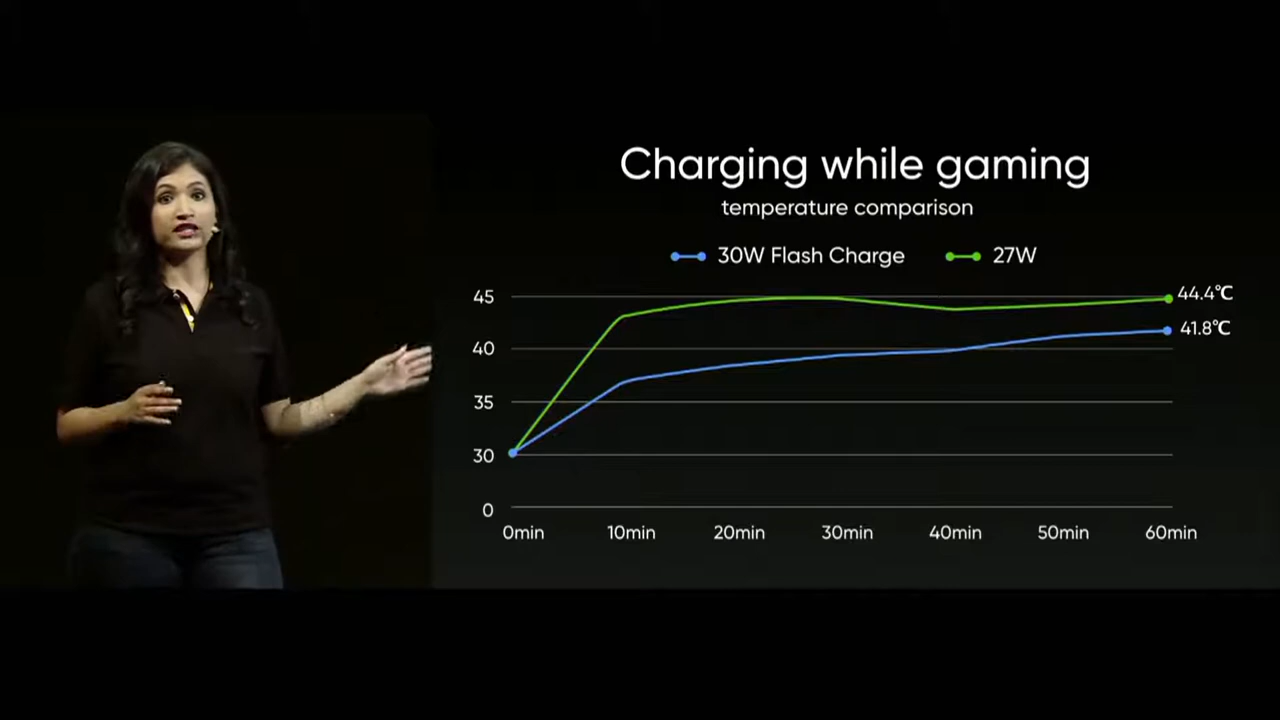 Charging while gaming
temperature comparison
30W Flash Charge 27W
45
44.4℃
41.8℃
40
35
30
0
0min 10min 20min 30min 40min 50min 60min